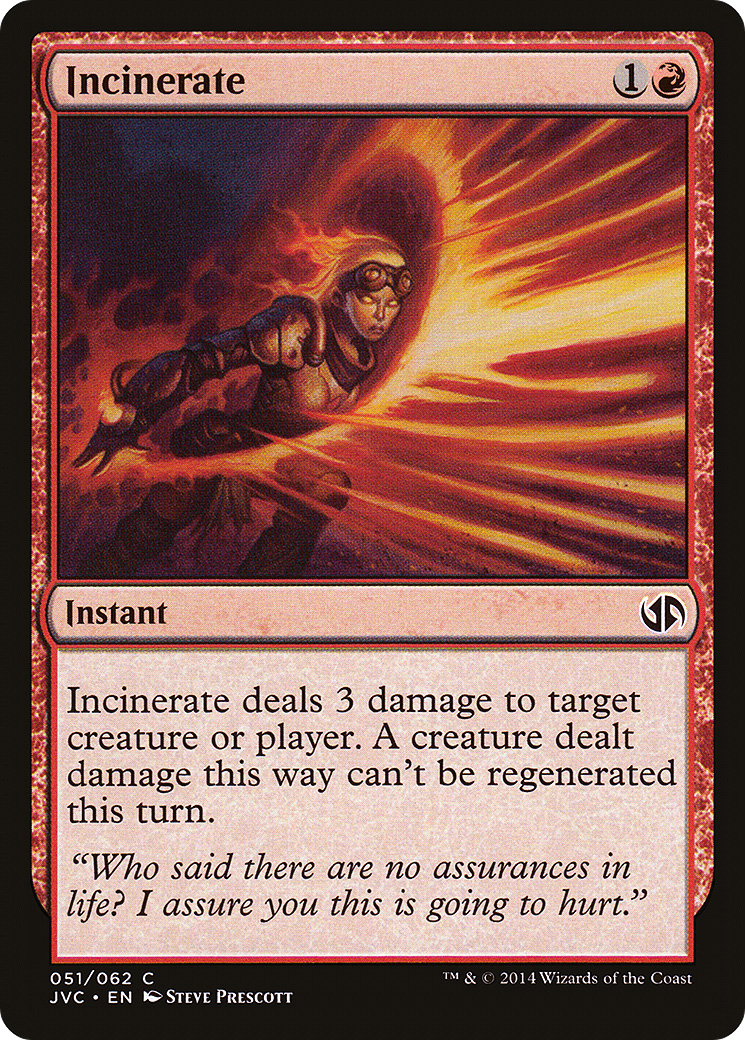 Incinerate 1
Instant
Incinerate deals 3 damage to target
creature or player. A creature dealt
damage this way can't be regenerated
this turn.
“Who said there are no assurances in
life? I assure you this is going to hurt.”
051/062 C
JVC • EN Steve Prescott
™ & © 2014 Wizards of the Coast